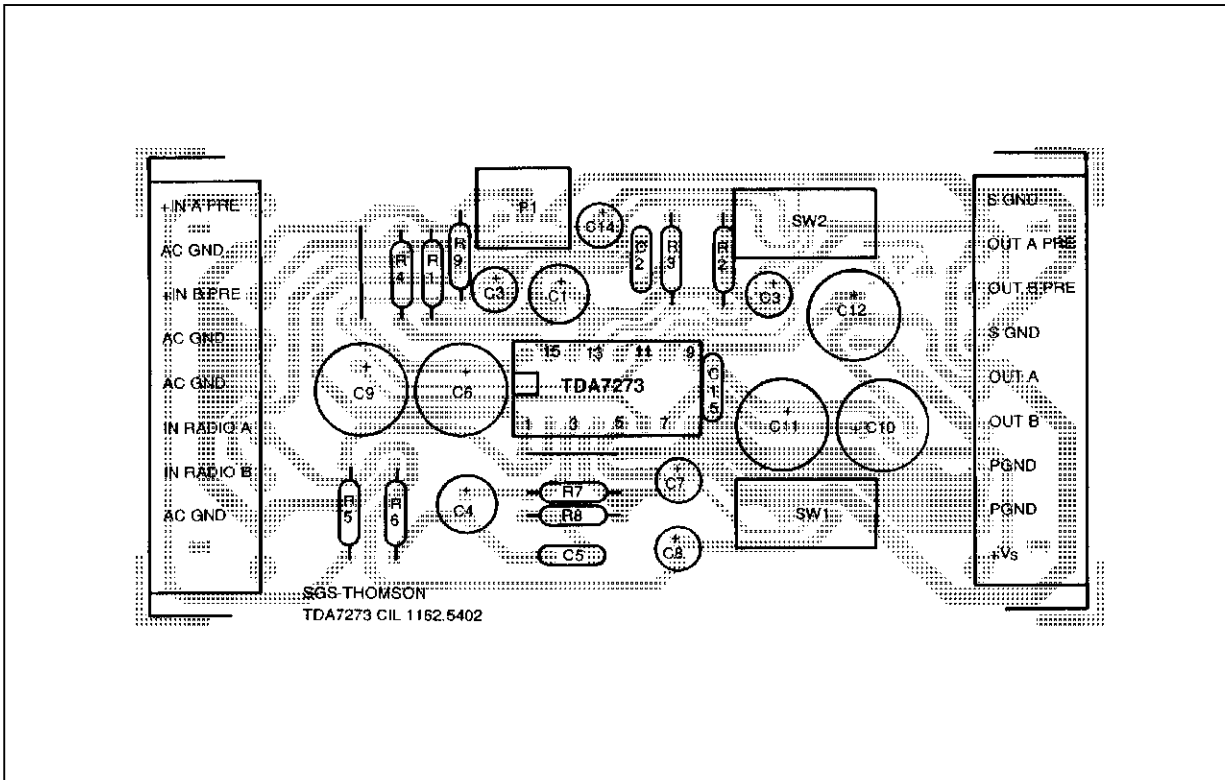 +IN A PRE
AC GND
+IN B PRE
AC GND
AC GND
IN RADIO A
IN RADIO B
AC GND
P1
C14
SW2
R4
R1
R9
C3
C1
C2
R3
R2
C3
C12
C9
C6
15 13 11 9
TDA7273
1 3 5 7
C15
C11
C10
R5
R6
C4
R7
R8
C5
C7
C8
SW1
S GND
OUT A PRE
OUT B PRE
S GND
OUT A
OUT B
PGND
PGND
+Vs
SGS-THOMSON
TDA7273 CIL 1162.5402